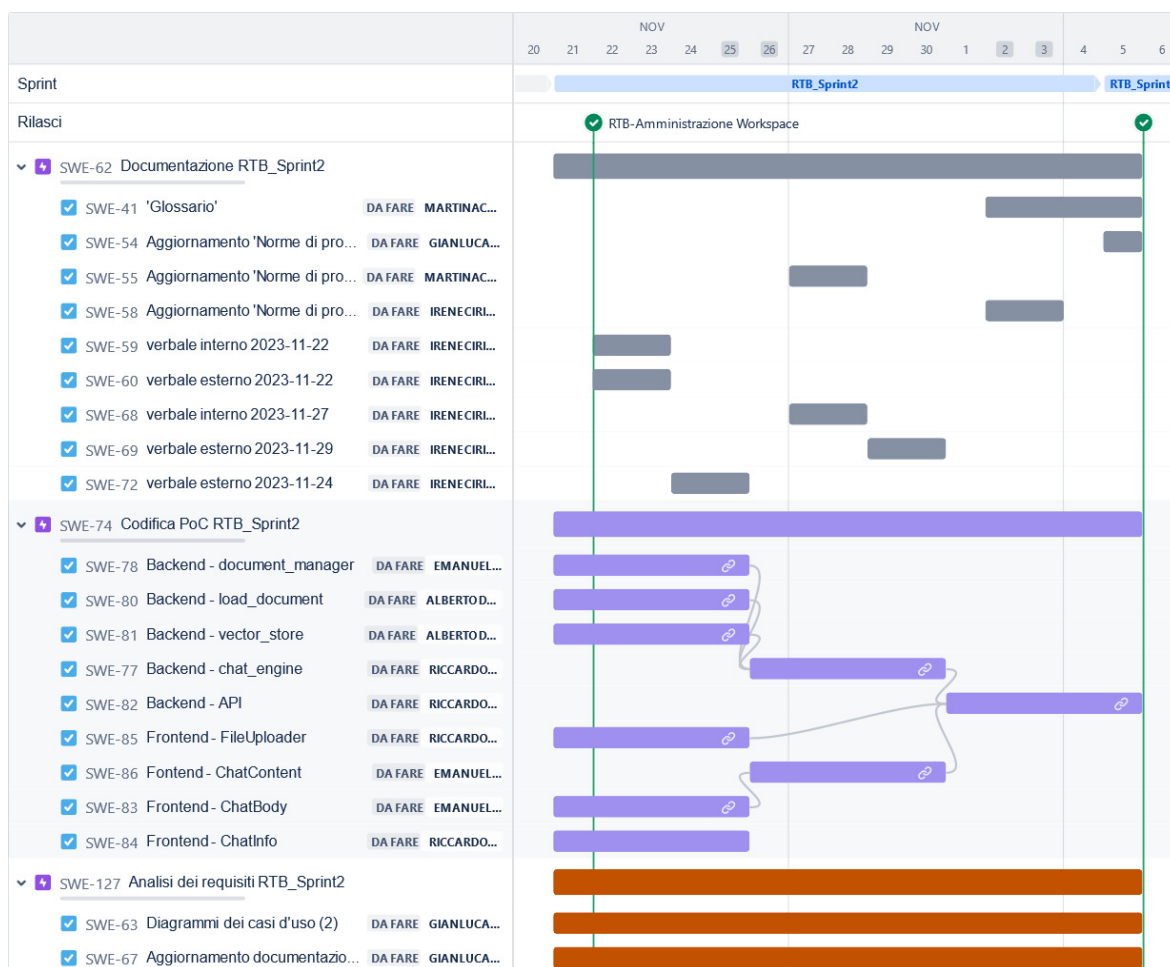 NOV NOV
20 21 22 23 24 25 26 27 28 29 30 1 2 3 4 5 6
Sprint RTB_Sprint2 RTB_Sprint
Rilasci RTB-Amministrazione Workspace
SWE-62 Documentazione RTB_Sprint2
SWE-41 'Glossario' DA FARE MARTINAC...
SWE-54 Aggiornamento 'Norme di pro... DA FARE GIANLUCA...
SWE-55 Aggiornamento 'Norme di pro... DA FARE MARTINAC...
SWE-58 Aggiornamento 'Norme di pro... DA FARE IRENECIRI...
SWE-59 verbale interno 2023-11-22 DA FARE IRENECIRI...
SWE-60 verbale esterno 2023-11-22 DA FARE IRENECIRI...
SWE-68 verbale interno 2023-11-27 DA FARE IRENECIRI...
SWE-69 verbale esterno 2023-11-29 DA FARE IRENECIRI...
SWE-72 verbale esterno 2023-11-24 DA FARE IRENECIRI...
SWE-74 Codifica PoC RTB_Sprint2
SWE-78 Backend - document_manager DA FARE EMANUEL...
SWE-80 Backend - load_document DA FARE ALBERTOD...
SWE-81 Backend - vector_store DA FARE ALBERTOD...
SWE-77 Backend - chat_engine DA FARE RICCARDO...
SWE-82 Backend - API DA FARE RICCARDO...
SWE-85 Frontend - FileUploader DA FARE RICCARDO...
SWE-86 Fontend - ChatContent DA FARE EMANUEL...
SWE-83 Frontend - ChatBody DA FARE EMANUEL...
SWE-84 Frontend - ChatInfo DA FARE RICCARDO...
SWE-127 Analisi dei requisiti RTB_Sprint2
SWE-63 Diagrammi dei casi d'uso (2) DA FARE GIANLUCA...
SWE-67 Aggiornamento documentazio... DA FARE GIANLUCA...